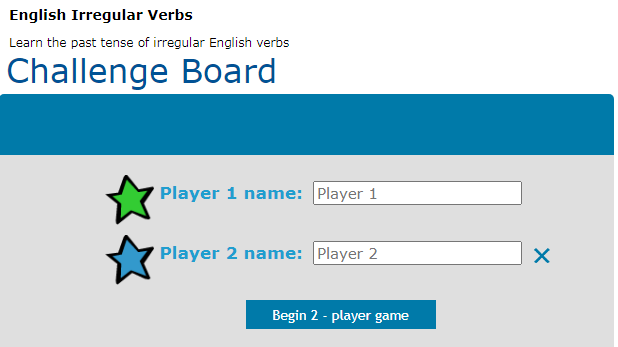 English Irregular Verbs
Learn the past tense of irregular English verbs
Challenge Board
Player 1 name: Player 1
Player 2 name: Player 2 ✕
Begin 2 - player game